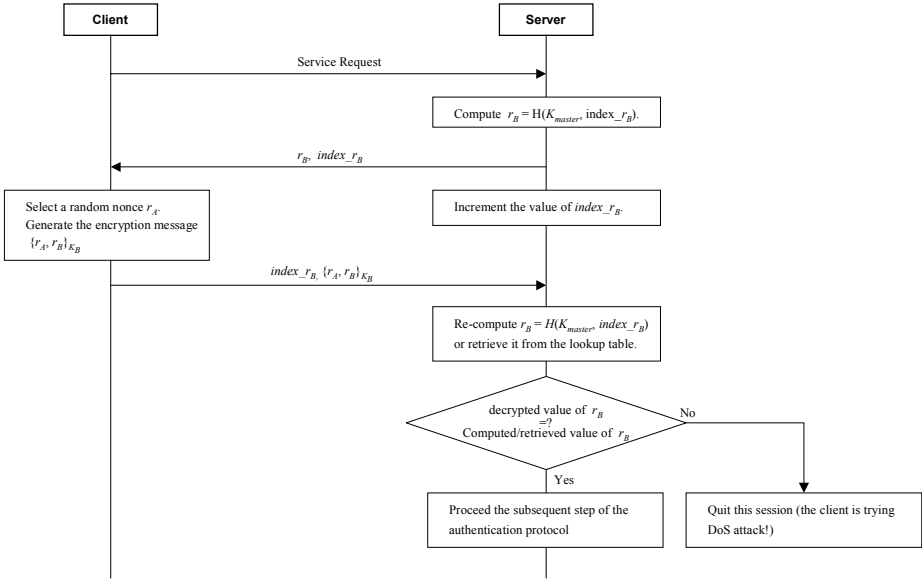 Client
Server
Service Request
Compute r_B = H(K_master, index_r_B).
r_B, index_r_B
Select a random nonce r_A.
Generate the encryption message
{r_A, r_B}_K_B
Increment the value of index_r_B.
index_r_B, {r_A, r_B}_K_B
Re-compute r_B = H(K_master, index_r_B)
or retrieve it from the lookup table.
decrypted value of r_B
=?
Computed/retrieved value of r_B
No
Yes
Proceed the subsequent step of the
authentication protocol
Quit this session (the client is trying
DoS attack!)